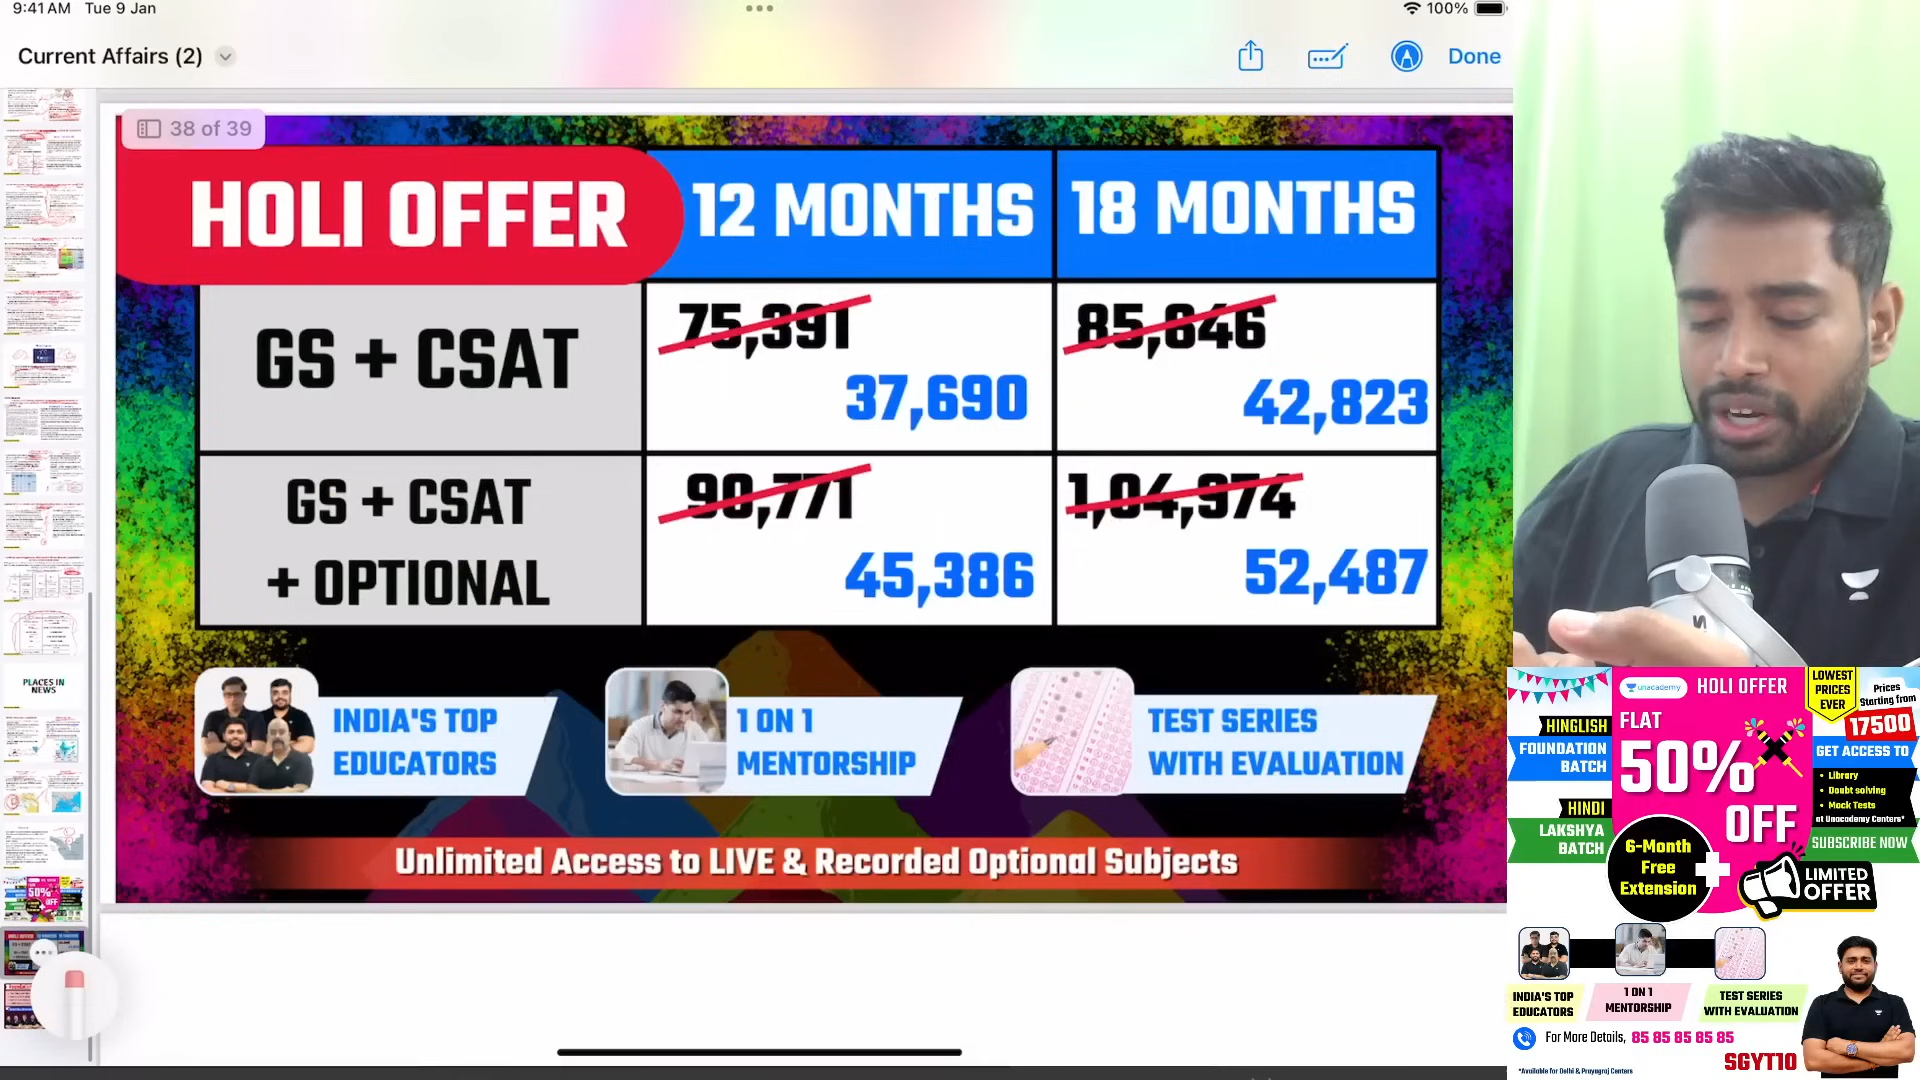 9:41 AM Tue 9 Jan
100%
Current Affairs (2)
Done
38 of 39
HOLI OFFER
12 MONTHS
18 MONTHS
GS + CSAT
75,391
37,690
85,646
42,823
GS + CSAT
+ OPTIONAL
90,771
45,386
1,04,974
52,487
INDIA'S TOP
EDUCATORS
1 ON 1
MENTORSHIP
TEST SERIES
WITH EVALUATION
Unlimited Access to LIVE & Recorded Optional Subjects
PLACES IN
NEWS
unacademy
HOLI OFFER
LOWEST
PRICES
EVER
Prices
Starting from
17500
HINGLISH
FOUNDATION
BATCH
HINDI
LAKSHYA
BATCH
FLAT
50%
OFF
6-Month
Free
Extension
GET ACCESS TO
• Library
• Doubt solving
• Mock Tests
at Unacademy Centers*
SUBSCRIBE NOW
LIMITED
OFFER
INDIA'S TOP
EDUCATORS
1 ON 1
MENTORSHIP
TEST SERIES
WITH EVALUATION
For More Details, 85 85 85 85 85
SGYT10
*Available for Delhi & Prayagraj Centers